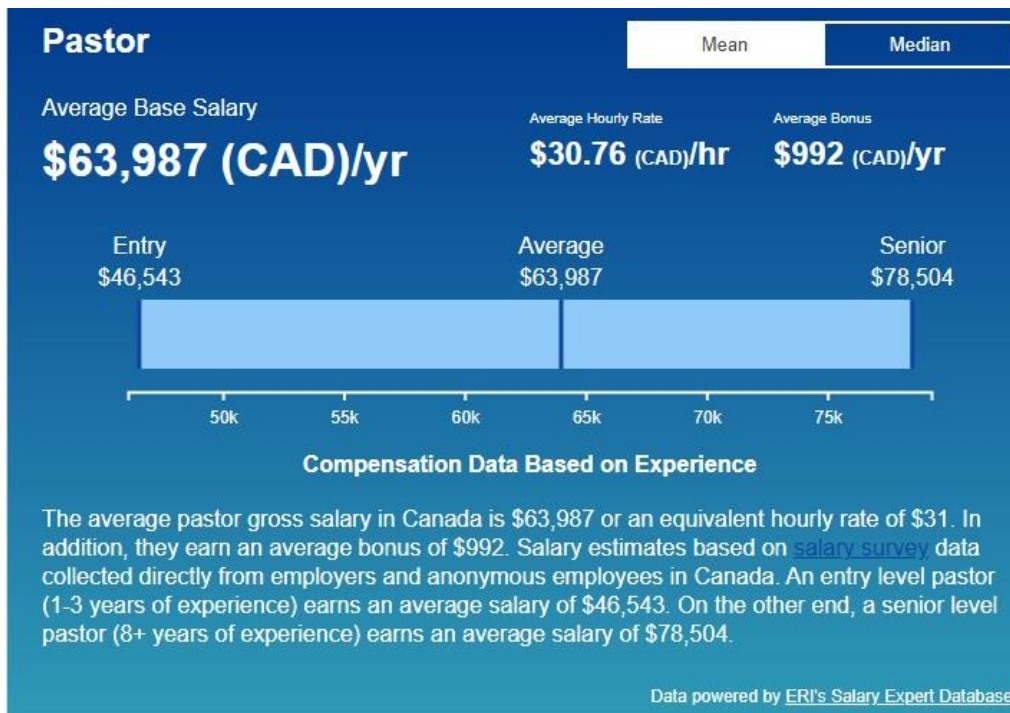 Pastor
Mean
Median
Average Base Salary
$63,987 (CAD)/yr
Average Hourly Rate
$30.76 (CAD)/hr
Average Bonus
$992 (CAD)/yr
Entry
$46,543
Average
$63,987
Senior
$78,504
50k 55k 60k 65k 70k 75k
Compensation Data Based on Experience
The average pastor gross salary in Canada is $63,987 or an equivalent hourly rate of $31. In
addition, they earn an average bonus of $992. Salary estimates based on salary survey data
collected directly from employers and anonymous employees in Canada. An entry level pastor
(1-3 years of experience) earns an average salary of $46,543. On the other end, a senior level
pastor (8+ years of experience) earns an average salary of $78,504.
Data powered by ERI's Salary Expert Database